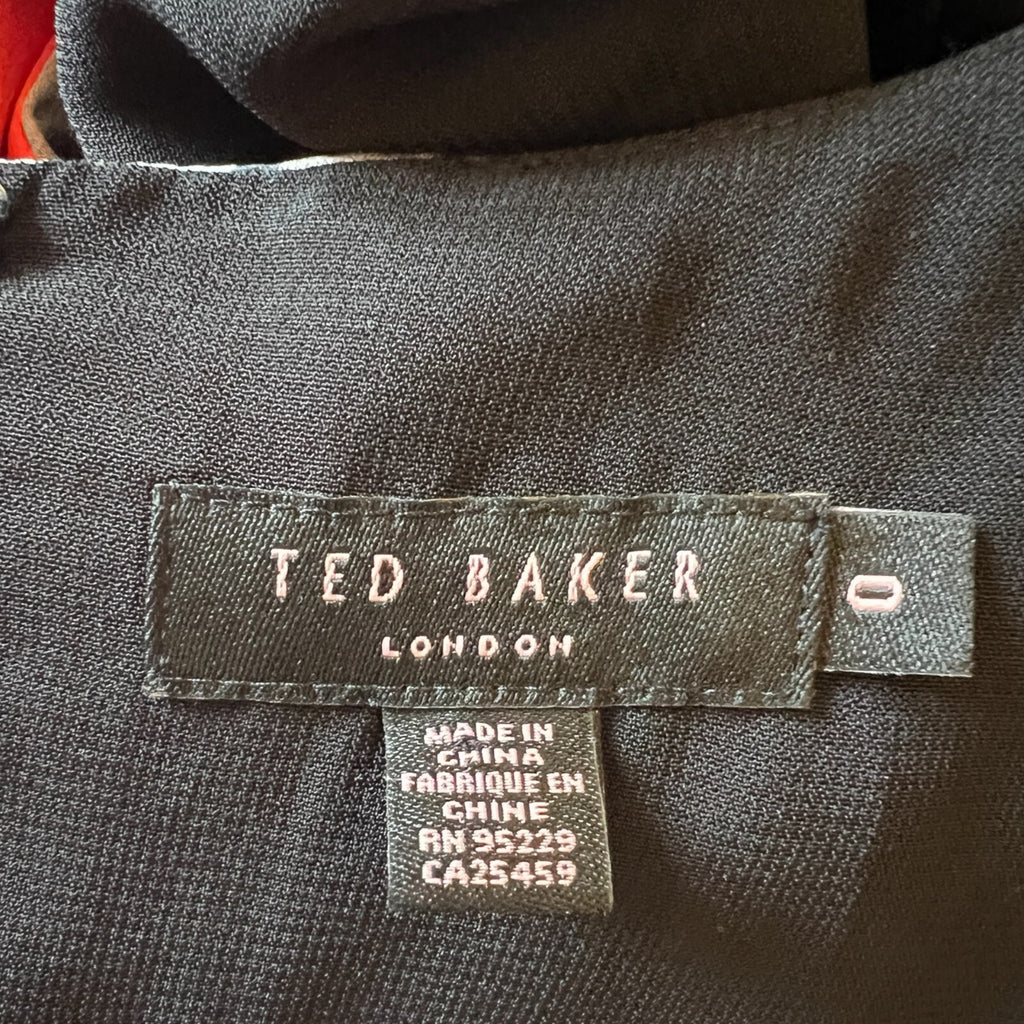 TED BAKER
LONDON
0
MADE IN
CHINA
FABRIQUE EN
CHINE
RN 95229
CA25459